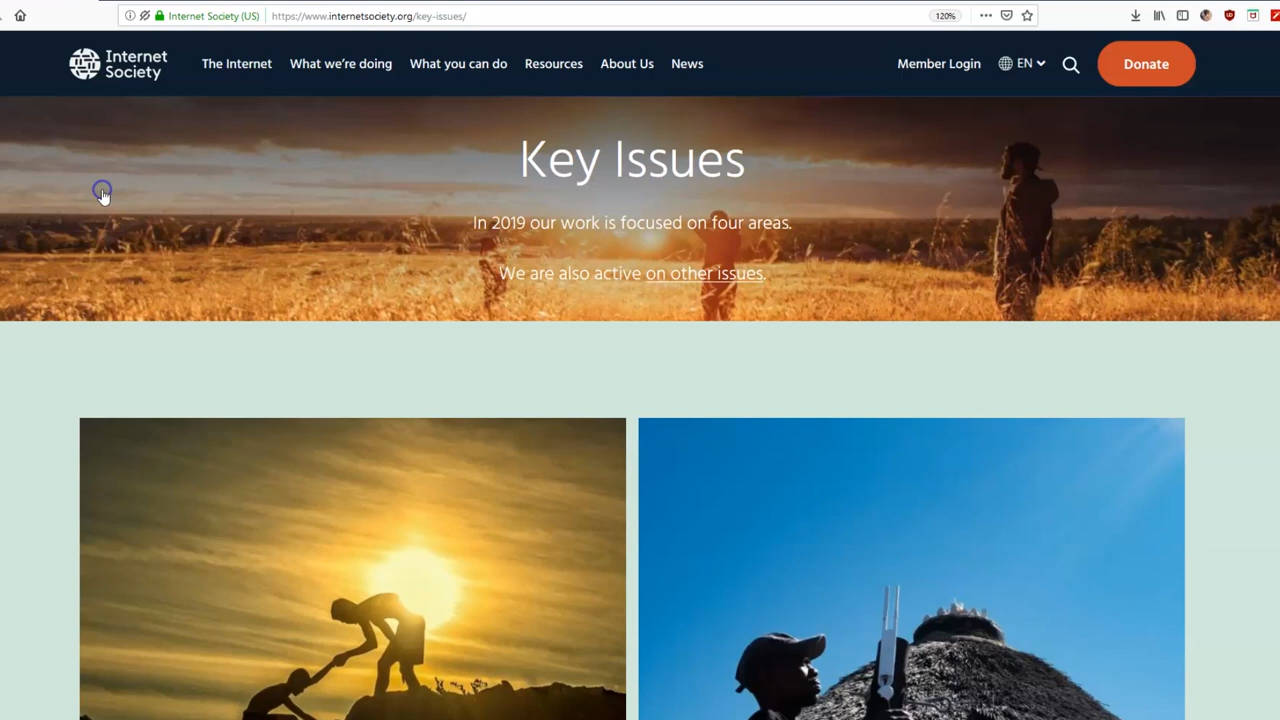 Internet Society (US)
https://www.internetsociety.org/key-issues/
120%
Internet
Society
The Internet
What we're doing
What you can do
Resources
About Us
News
Member Login
EN
Donate
Key Issues
In 2019 our work is focused on four areas.
We are also active on other issues.